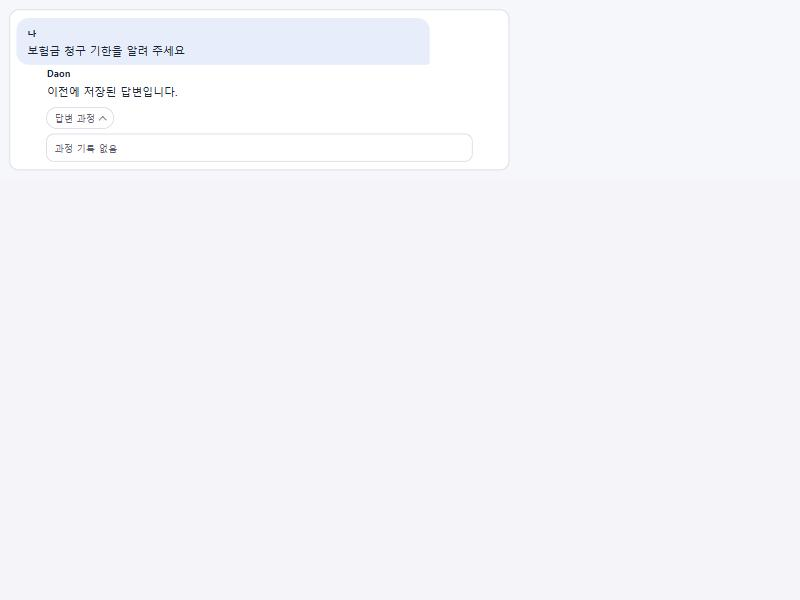 나
보험금 청구 기한을 알려 주세요
Daon
이전에 저장된 답변입니다.
답변 과정
과정 기록 없음